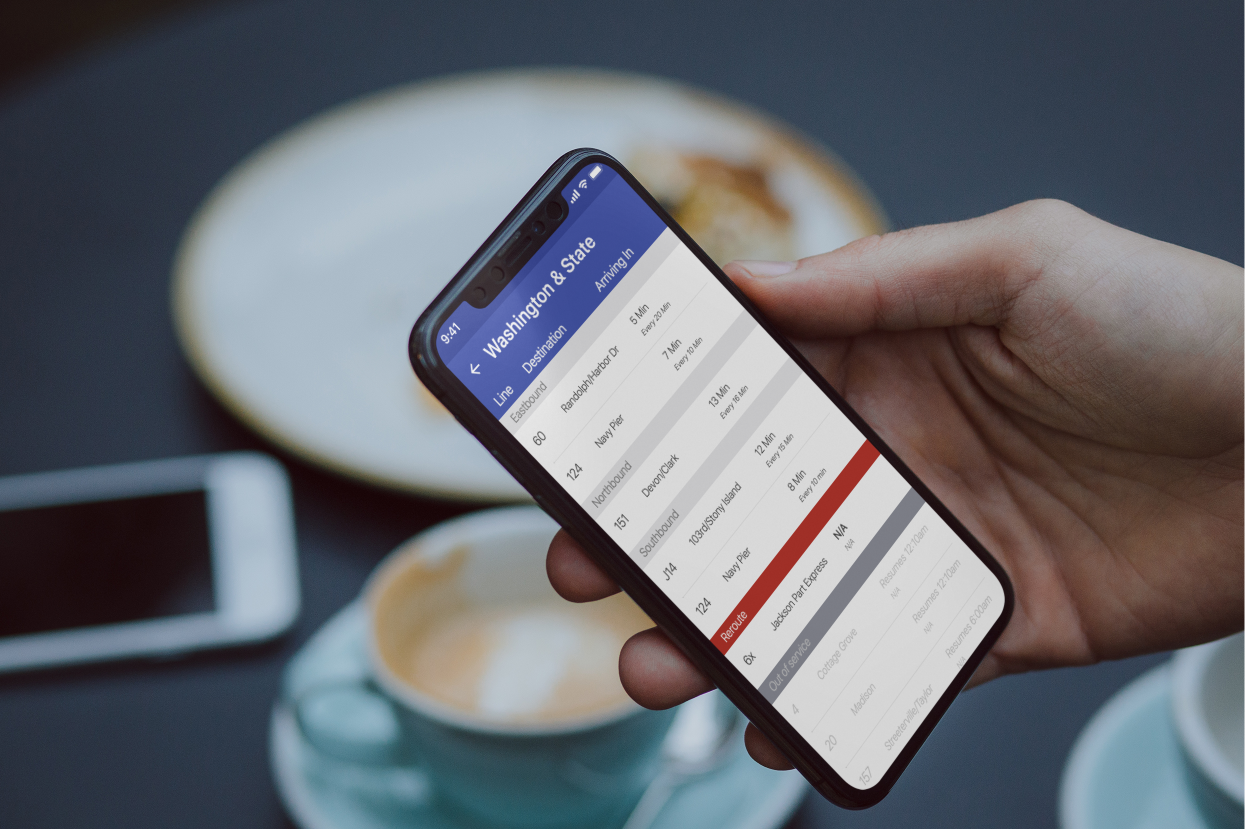 9:41
← Washington & State
Line Destination Arriving In
Eastbound
60 Randolph/Harbor Dr 5 Min
Every 20 Min
124 Navy Pier 7 Min
Every 10 Min
Northbound
151 Devon/Clark 13 Min
Every 16 Min
Southbound
J14 103rd/Stony Island 12 Min
Every 15 Min
124 Navy Pier 8 Min
Every 10 min
Reroute
6x Jackson Part Express N/A
N/A
Out of service
4 Cottage Grove Resumes 12:10am
N/A
20 Madison Resumes 12:10am
N/A
157 Streeterville/Taylor Resumes 6:00am
N/A